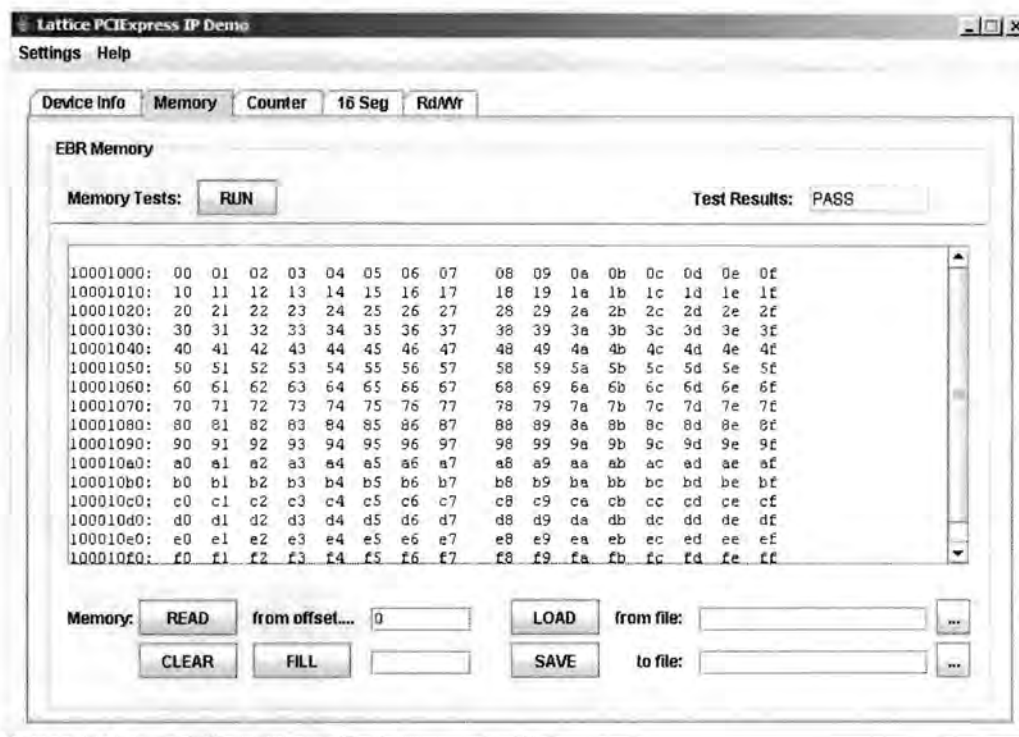 Lattice PCIExpress IP Demo
Settings Help
Device Info Memory Counter 16 Seg Rd/Wr
EBR Memory
Memory Tests: RUN Test Results: PASS
10001000: 00 01 02 03 04 05 06 07 08 09 0a 0b 0c 0d 0e 0f
10001010: 10 11 12 13 14 15 16 17 18 19 1a 1b 1c 1d 1e 1f
10001020: 20 21 22 23 24 25 26 27 28 29 2a 2b 2c 2d 2e 2f
10001030: 30 31 32 33 34 35 36 37 38 39 3a 3b 3c 3d 3e 3f
10001040: 40 41 42 43 44 45 46 47 48 49 4a 4b 4c 4d 4e 4f
10001050: 50 51 52 53 54 55 56 57 58 59 5a 5b 5c 5d 5e 5f
10001060: 60 61 62 63 64 65 66 67 68 69 6a 6b 6c 6d 6e 6f
10001070: 70 71 72 73 74 75 76 77 78 79 7a 7b 7c 7d 7e 7f
10001080: 80 81 82 83 84 85 86 87 88 89 8a 8b 8c 8d 8e 8f
10001090: 90 91 92 93 94 95 96 97 98 99 9a 9b 9c 9d 9e 9f
100010a0: a0 a1 a2 a3 a4 a5 a6 a7 a8 a9 aa ab ac ad ae af
100010b0: b0 b1 b2 b3 b4 b5 b6 b7 b8 b9 ba bb bc bd be bf
100010c0: c0 c1 c2 c3 c4 c5 c6 c7 c8 c9 ca cb cc cd ce cf
100010d0: d0 d1 d2 d3 d4 d5 d6 d7 d8 d9 da db dc dd de df
100010e0: e0 e1 e2 e3 e4 e5 e6 e7 e8 e9 ea eb ec ed ee ef
100010f0: f0 f1 f2 f3 f4 f5 f6 f7 f8 f9 fa fb fc fd fe ff
Memory: READ from offset.... 0 LOAD from file: ...
CLEAR FILL SAVE to file: ...